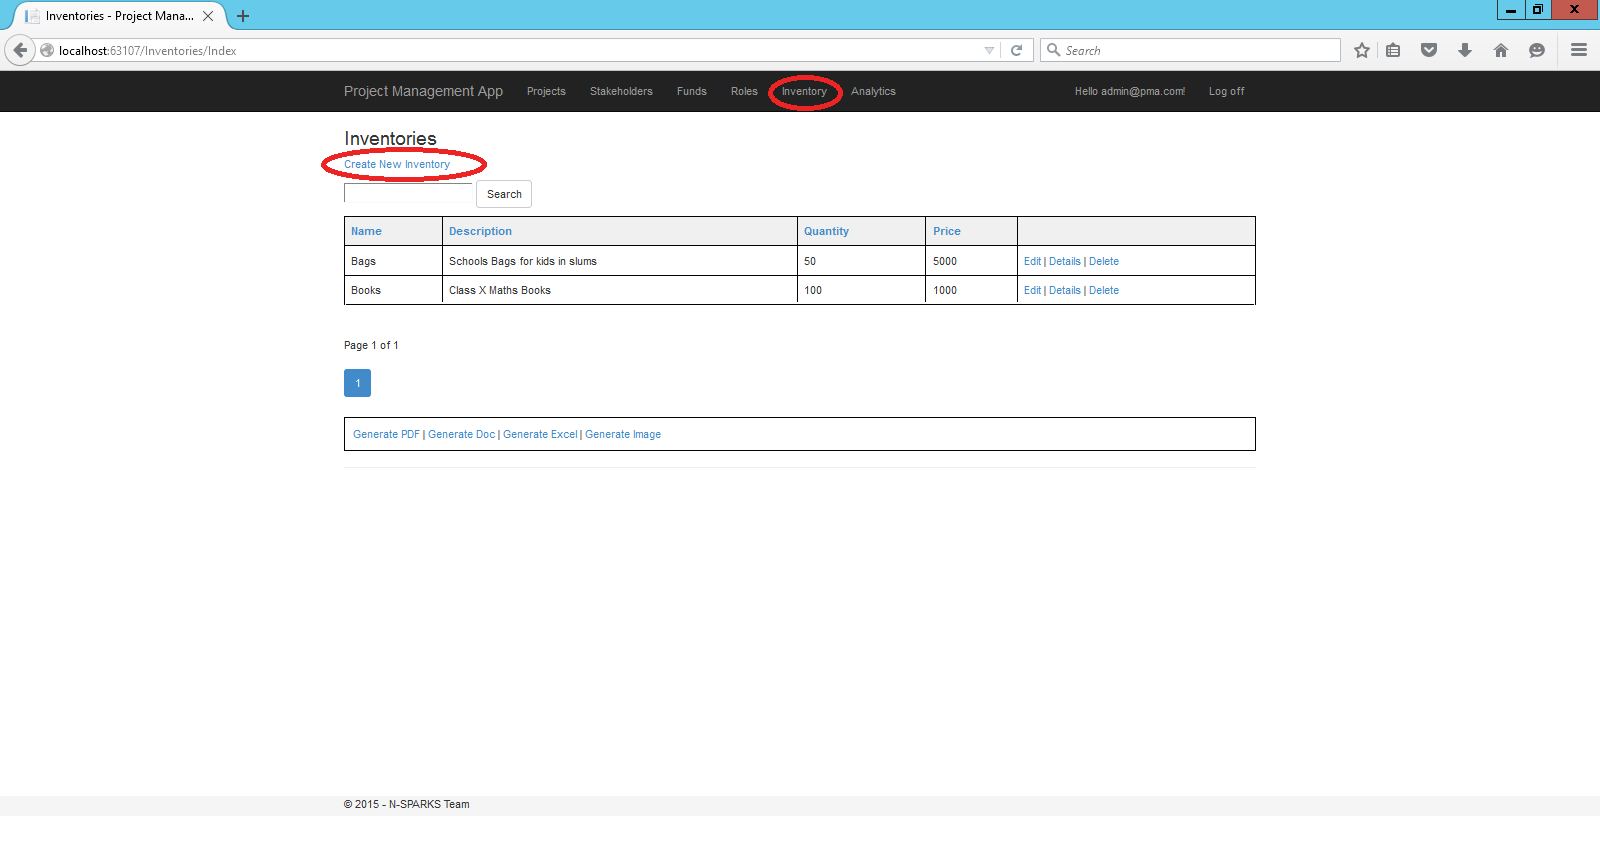 Inventories - Project Mana...
localhost:63107/Inventories/Index
Search
Project Management App Projects Stakeholders Funds Roles Inventory Analytics Hello admin@pma.com! Log off
Inventories
Create New Inventory
Search
Name Description Quantity Price
Bags Schools Bags for kids in slums 50 5000 Edit | Details | Delete
Books Class X Maths Books 100 1000 Edit | Details | Delete
Page 1 of 1
1
Generate PDF | Generate Doc | Generate Excel | Generate Image
© 2015 - N-SPARKS Team